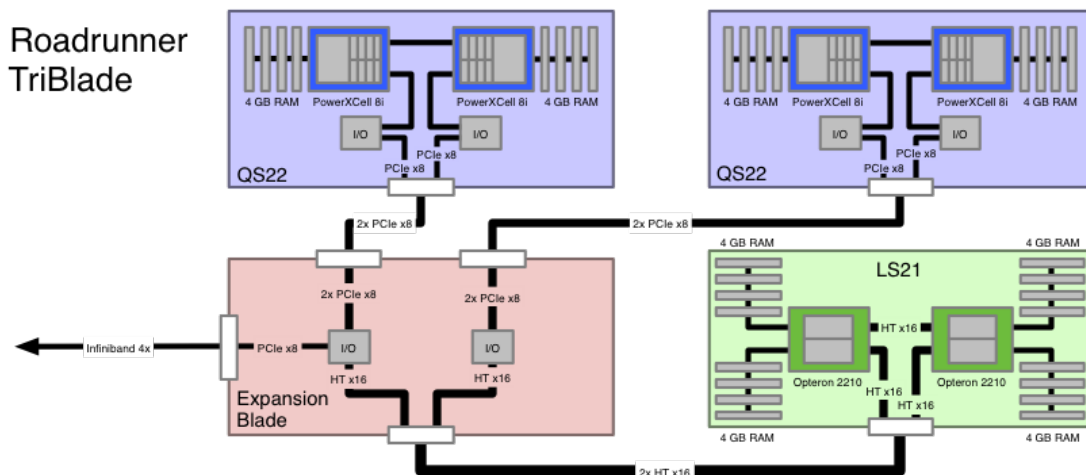 Roadrunner
TriBlade
4 GB RAM
PowerXCell 8i
PowerXCell 8i
4 GB RAM
I/O
I/O
PCIe x8
PCIe x8
QS22
4 GB RAM
PowerXCell 8i
PowerXCell 8i
4 GB RAM
I/O
I/O
PCIe x8
PCIe x8
QS22
2x PCIe x8
2x PCIe x8
2x PCIe x8
2x PCIe x8
Infiniband 4x
PCIe x8
I/O
I/O
HT x16
HT x16
Expansion
Blade
4 GB RAM
4 GB RAM
LS21
HT x16
Opteron 2210
Opteron 2210
HT x16
HT x16
4 GB RAM
4 GB RAM
2x HT x16